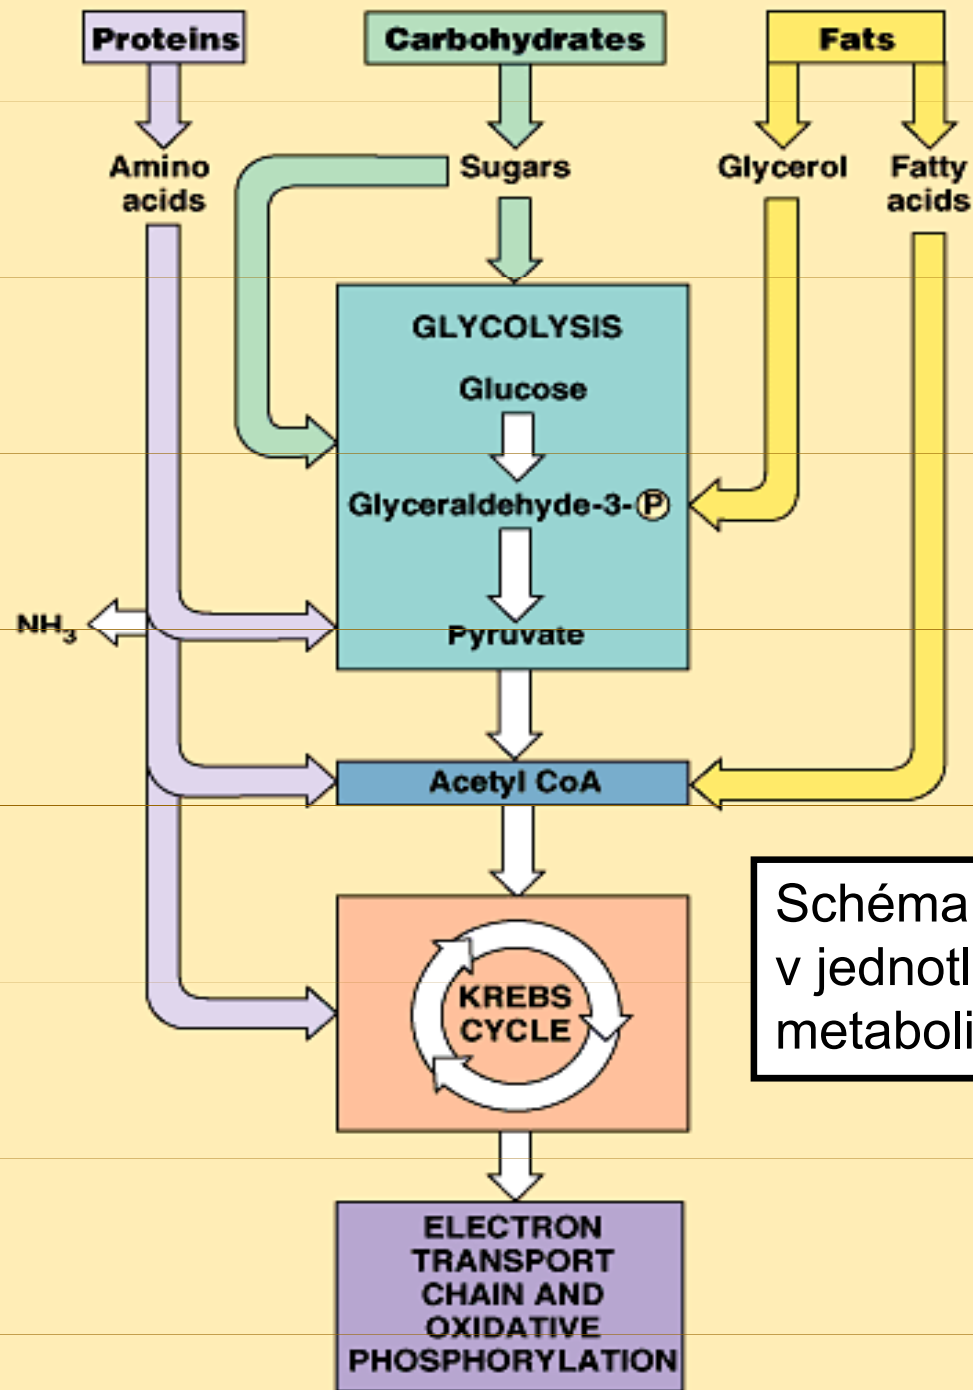 Proteins
Carbohydrates
Fats
Amino
acids
Sugars
Glycerol
Fatty
acids
GLYCOLYSIS
Glucose
Glyceraldehyde-3-P
NH₃
Pyruvate
Acetyl CoA
Schéma
v jednotl
metaboli
KREBS
CYCLE
ELECTRON
TRANSPORT
CHAIN AND
OXIDATIVE
PHOSPHORYLATION